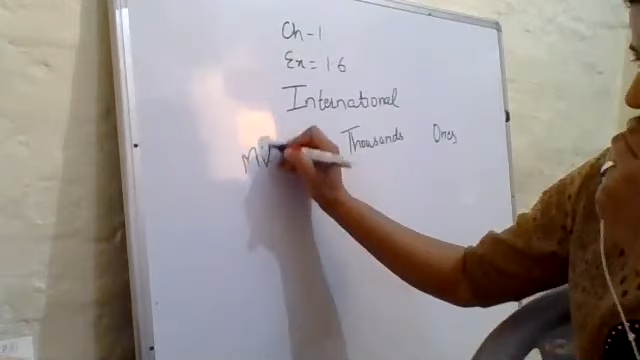 Ch-1
Ex = 1.6
International
Thousands Ones